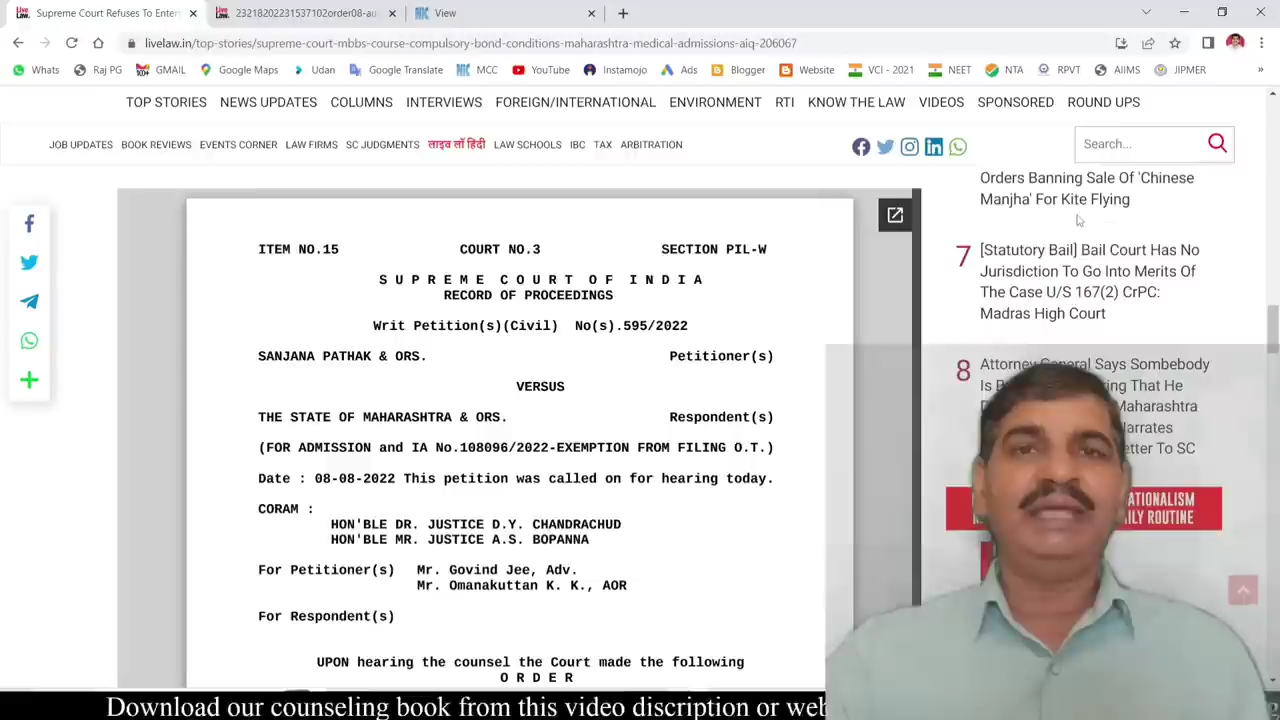 Supreme Court Refuses To Enter
23218202231537102order08-au
View
livelaw.in/top-stories/supreme-court-mbbs-course-compulsory-bond-conditions-maharashtra-medical-admissions-aiq-206067
Whats Raj PG GMAIL Google Maps Udan Google Translate MCC YouTube Instamojo Ads Blogger Website VCI - 2021 NEET NTA RPVT AIIMS JIPMER »
TOP STORIES NEWS UPDATES COLUMNS INTERVIEWS FOREIGN/INTERNATIONAL ENVIRONMENT RTI KNOW THE LAW VIDEOS SPONSORED ROUND UPS
JOB UPDATES BOOK REVIEWS EVENTS CORNER LAW FIRMS SC JUDGMENTS लाइव लॉ हिंदी LAW SCHOOLS IBC TAX ARBITRATION
Search...
ITEM NO.15 COURT NO.3 SECTION PIL-W
S U P R E M E C O U R T O F I N D I A
RECORD OF PROCEEDINGS
Writ Petition(s)(Civil) No(s).595/2022
SANJANA PATHAK & ORS. Petitioner(s)
VERSUS
THE STATE OF MAHARASHTRA & ORS. Respondent(s)
(FOR ADMISSION and IA No.108096/2022-EXEMPTION FROM FILING O.T.)
Date : 08-08-2022 This petition was called on for hearing today.
CORAM :
HON'BLE DR. JUSTICE D.Y. CHANDRACHUD
HON'BLE MR. JUSTICE A.S. BOPANNA
For Petitioner(s) Mr. Govind Jee, Adv.
Mr. Omanakuttan K. K., AOR
For Respondent(s)
UPON hearing the counsel the Court made the following
O R D E R
Orders Banning Sale Of 'Chinese
Manjha' For Kite Flying
7 [Statutory Bail] Bail Court Has No
Jurisdiction To Go Into Merits Of
The Case U/S 167(2) CrPC:
Madras High Court
8 Attorney General Says Sombebody
Is
That He
Maharashtra
Narrates
Letter To SC
NATIONALISM
DAILY ROUTINE
Download our counseling book from this video discription or web